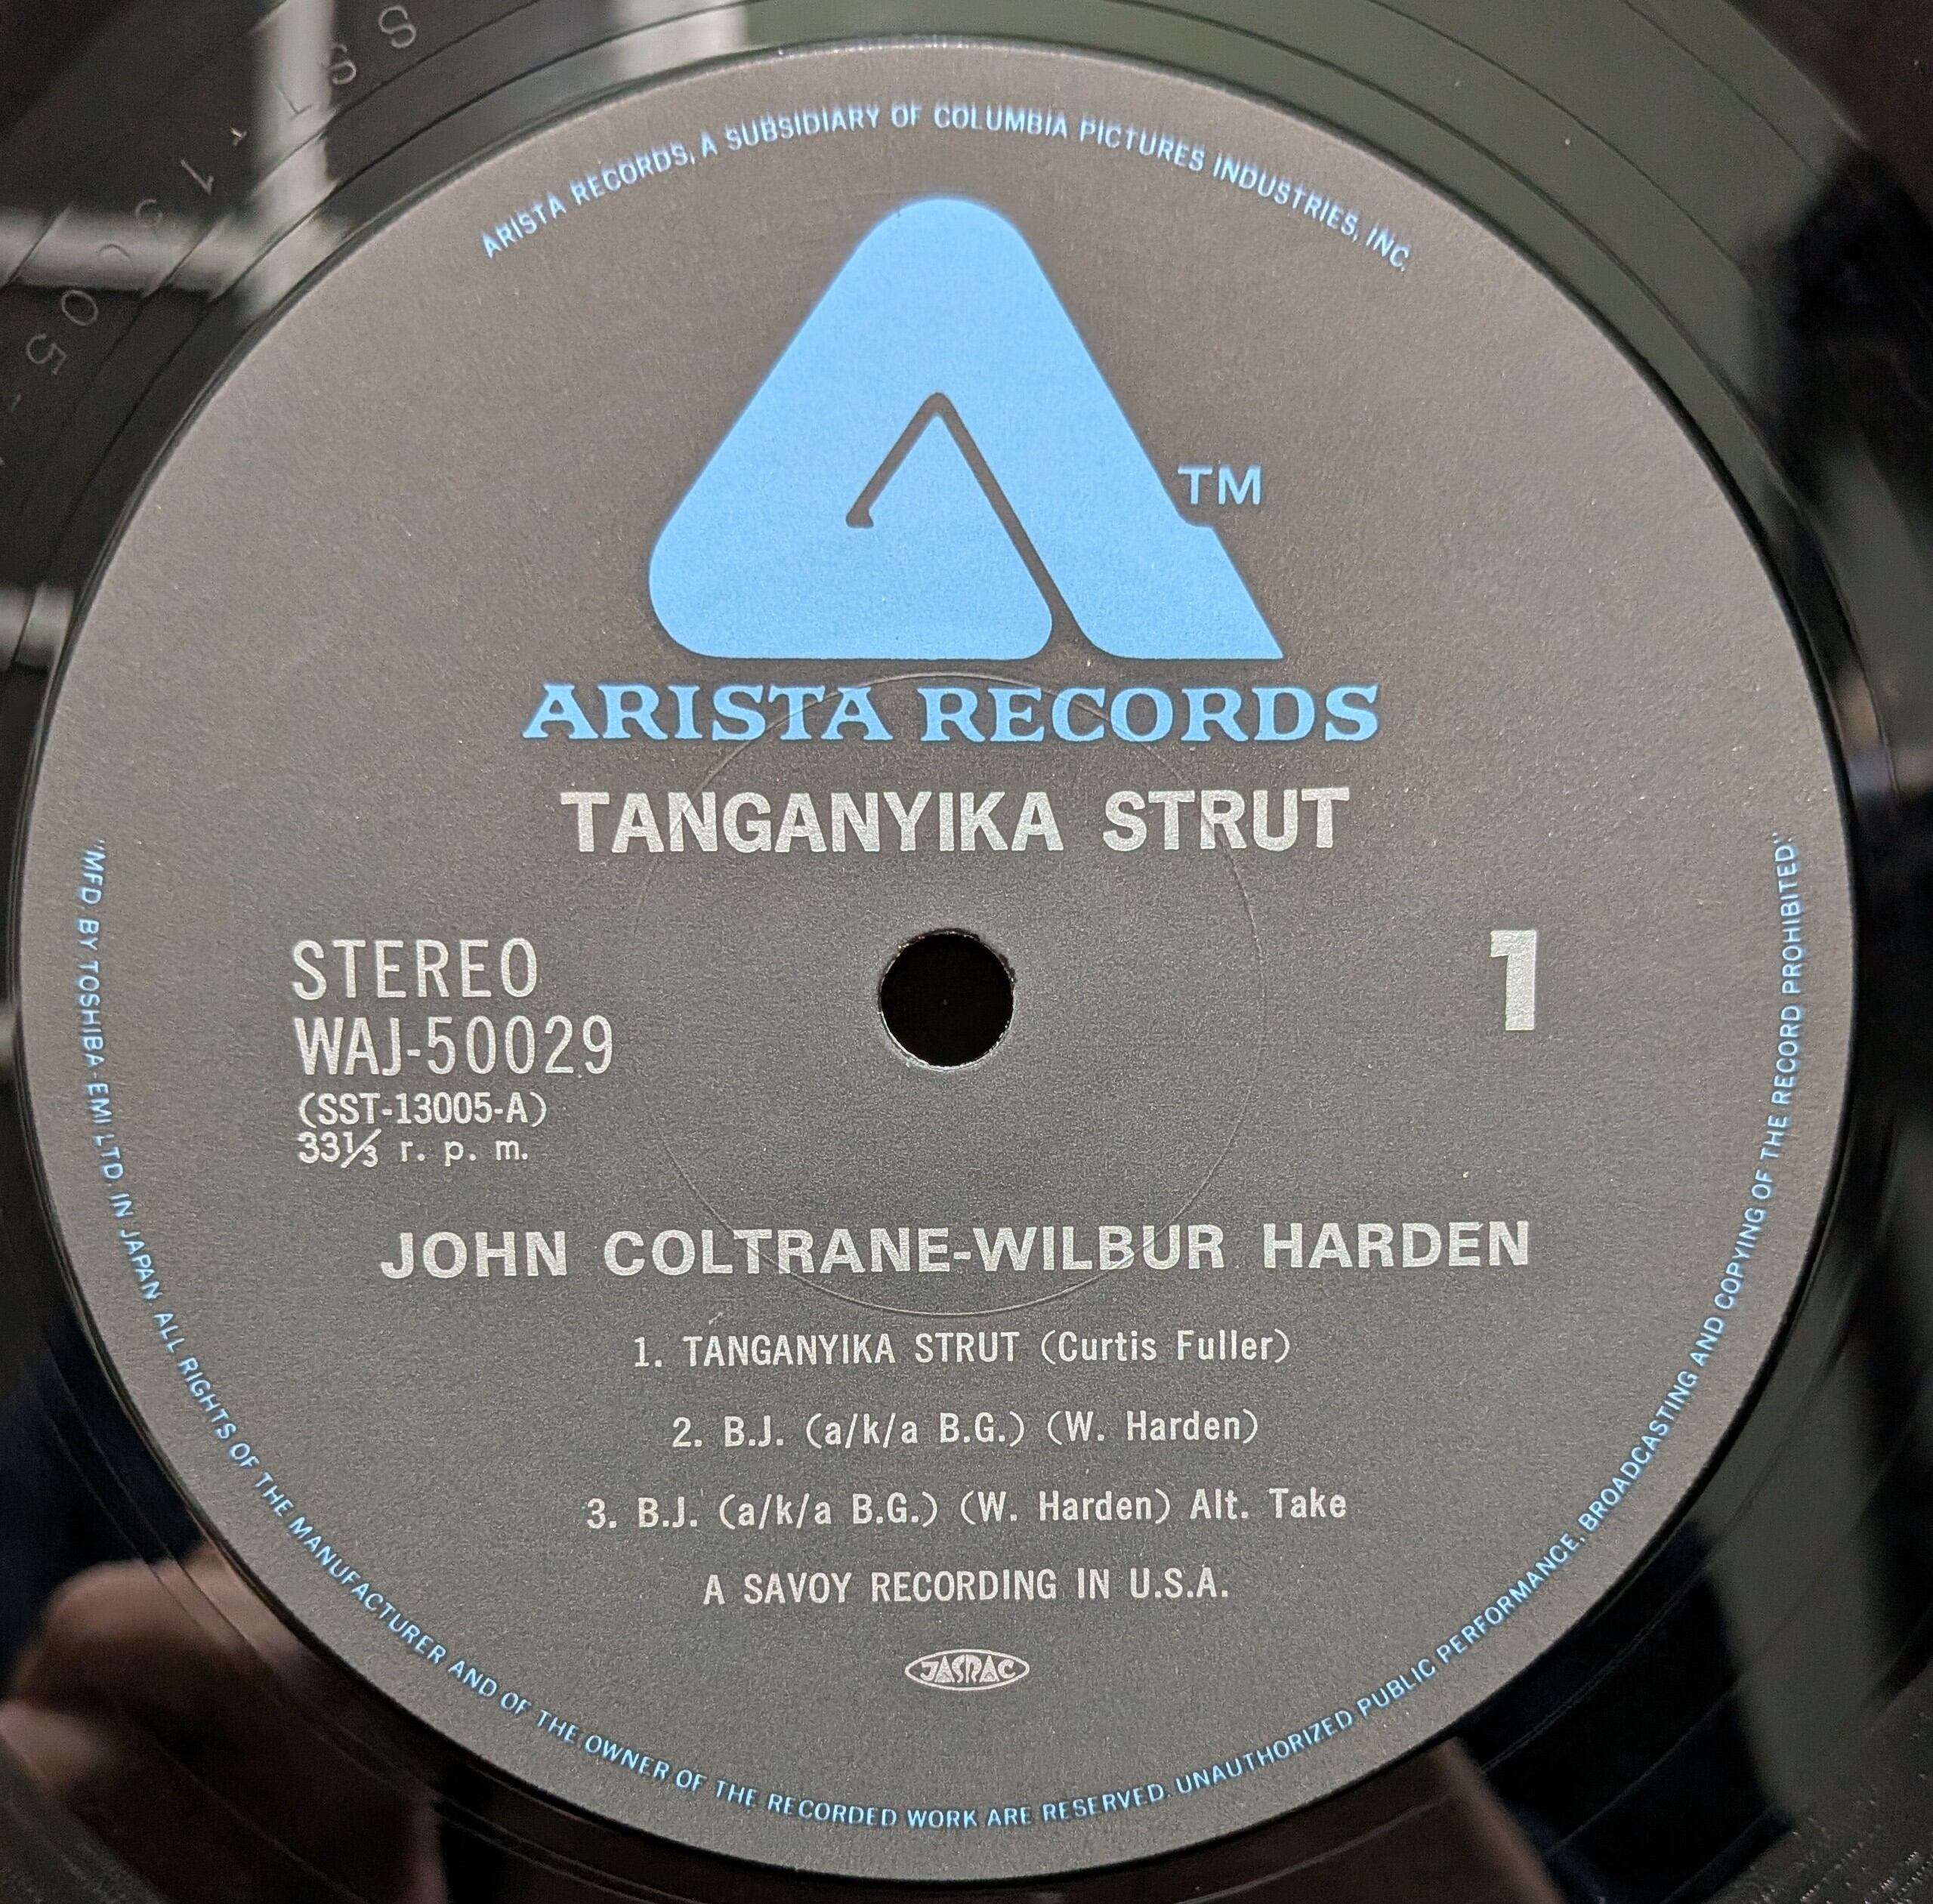 ARISTA RECORDS, A SUBSIDIARY OF COLUMBIA PICTURES INDUSTRIES, INC.
TM
ARISTA RECORDS
TANGANYIKA STRUT
STEREO
WAJ-50029
(SST-13005-A)
33⅓ r. p. m.
1
JOHN COLTRANE-WILBUR HARDEN
1. TANGANYIKA STRUT (Curtis Fuller)
2. B.J. (a/k/a B.G.) (W. Harden)
3. B.J. (a/k/a B.G.) (W. Harden) Alt. Take
A SAVOY RECORDING IN U.S.A.
JASRAC
"MFD. BY TOSHIBA-EMI LTD. IN JAPAN ALL RIGHTS OF THE MANUFACTURER AND OF THE OWNER OF THE RECORDED WORK ARE RESERVED. UNAUTHORIZED PUBLIC PERFORMANCE, BROADCASTING AND COPYING OF THE RECORD PROHIBITED."